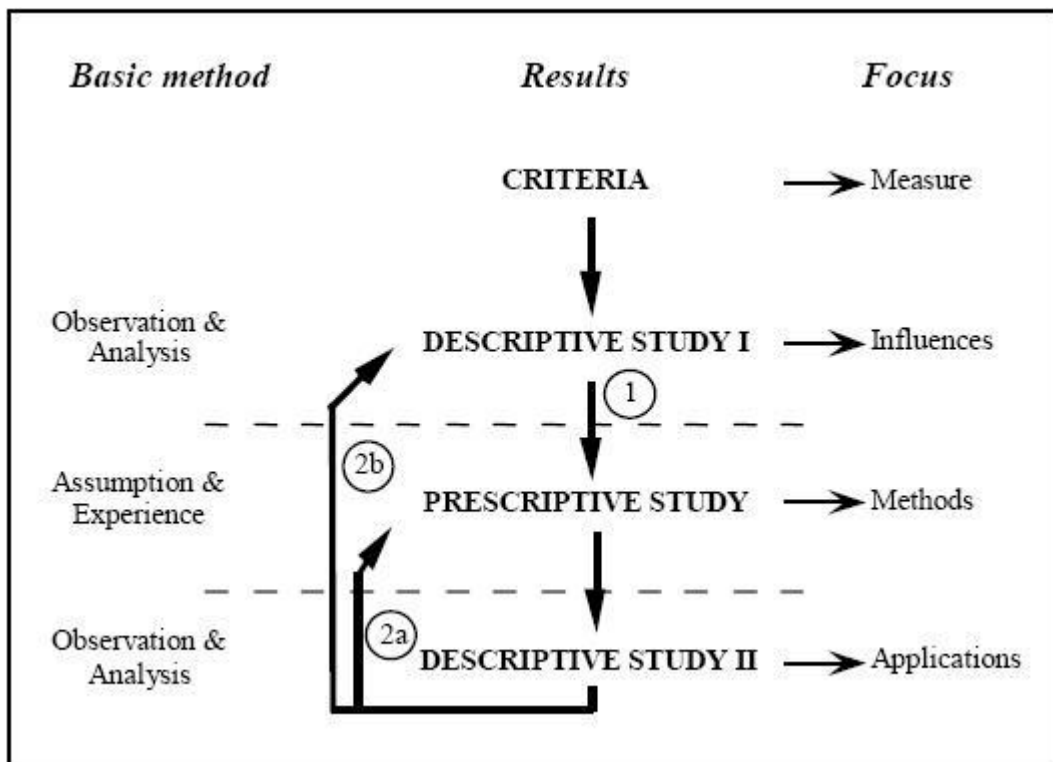 Basic method Results Focus
CRITERIA Measure
Observation &
Analysis
DESCRIPTIVE STUDY I Influences
1
2b
Assumption &
Experience
PRESCRIPTIVE STUDY Methods
2a
Observation &
Analysis
DESCRIPTIVE STUDY II Applications